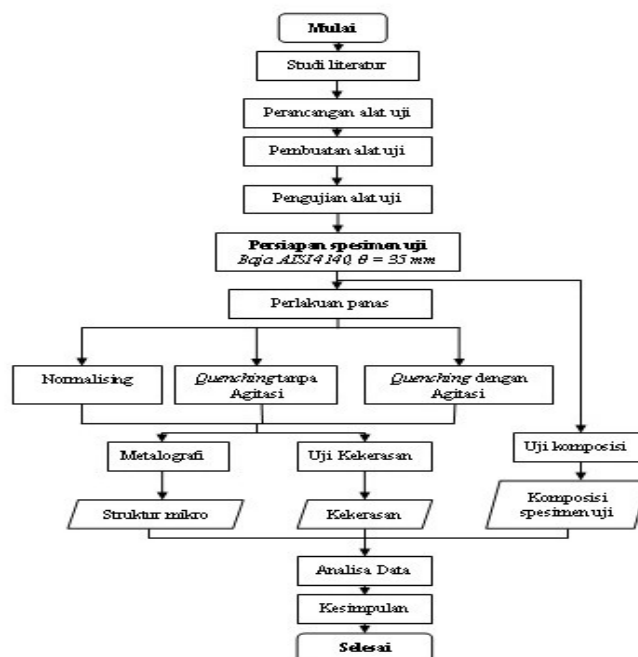 Mulai
Studi literatur
Perancangan alat uji
Pembuatan alat uji
Pengujian alat uji
Persiapan spesimen uji
Baja AISI 4140, θ = 35 mm
Perlakuan panas
Normalising
Quenching tanpa
Agitasi
Quenching dengan
Agitasi
Metalografi
Uji Kekerasan
Uji komposisi
Struktur mikro
Kekerasan
Komposisi
spesimen uji
Analisa Data
Kesimpulan
Selesai